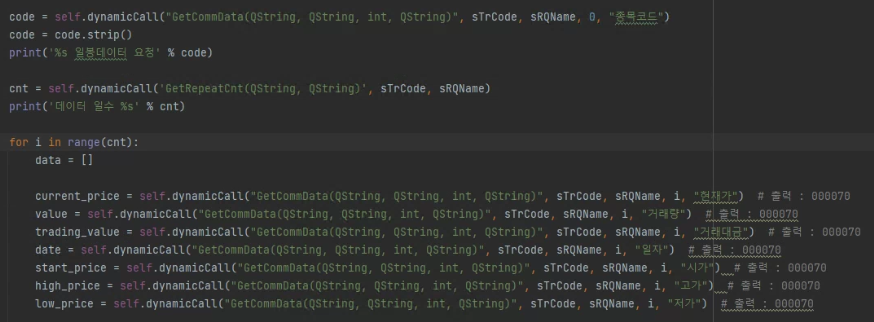 code = self.dynamicCall("GetCommData(QString, QString, int, QString)", sTrCode, sRQName, 0, "종목코드")
code = code.strip()
print('%s 일봉데이터 요청' % code)
cnt = self.dynamicCall('GetRepeatCnt(QString, QString)', sTrCode, sRQName)
print('데이터 일수 %s' % cnt)
for i in range(cnt):
data = []
current_price = self.dynamicCall("GetCommData(QString, QString, int, QString)", sTrCode, sRQName, i, "현재가")  # 출력 : 000070
value = self.dynamicCall("GetCommData(QString, QString, int, QString)", sTrCode, sRQName, i, "거래량")  # 출력 : 000070
trading_value = self.dynamicCall("GetCommData(QString, QString, int, QString)", sTrCode, sRQName, i, "거래대금")  # 출력 : 000070
date = self.dynamicCall("GetCommData(QString, QString, int, QString)", sTrCode, sRQName, i, "일자")  # 출력 : 000070
start_price = self.dynamicCall("GetCommData(QString, QString, int, QString)", sTrCode, sRQName, i, "시가")  # 출력 : 000070
high_price = self.dynamicCall("GetCommData(QString, QString, int, QString)", sTrCode, sRQName, i, "고가")  # 출력 : 000070
low_price = self.dynamicCall("GetCommData(QString, QString, int, QString)", sTrCode, sRQName, i, "저가")  # 출력 : 000070